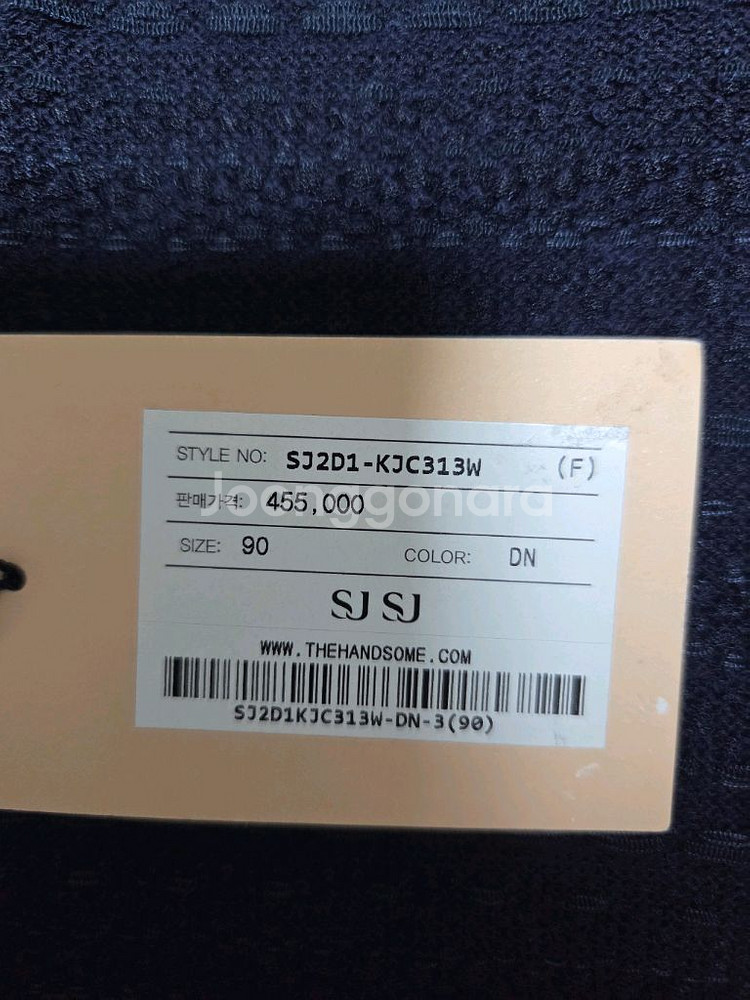 STYLE NO: SJ2D1-KJC313W (F)
판매가격: 455,000
Joonggonara
SIZE: 90 COLOR: DN
SJ SJ
WWW.THEHANDSOME.COM
SJ2D1KJC313W-DN-3(90)